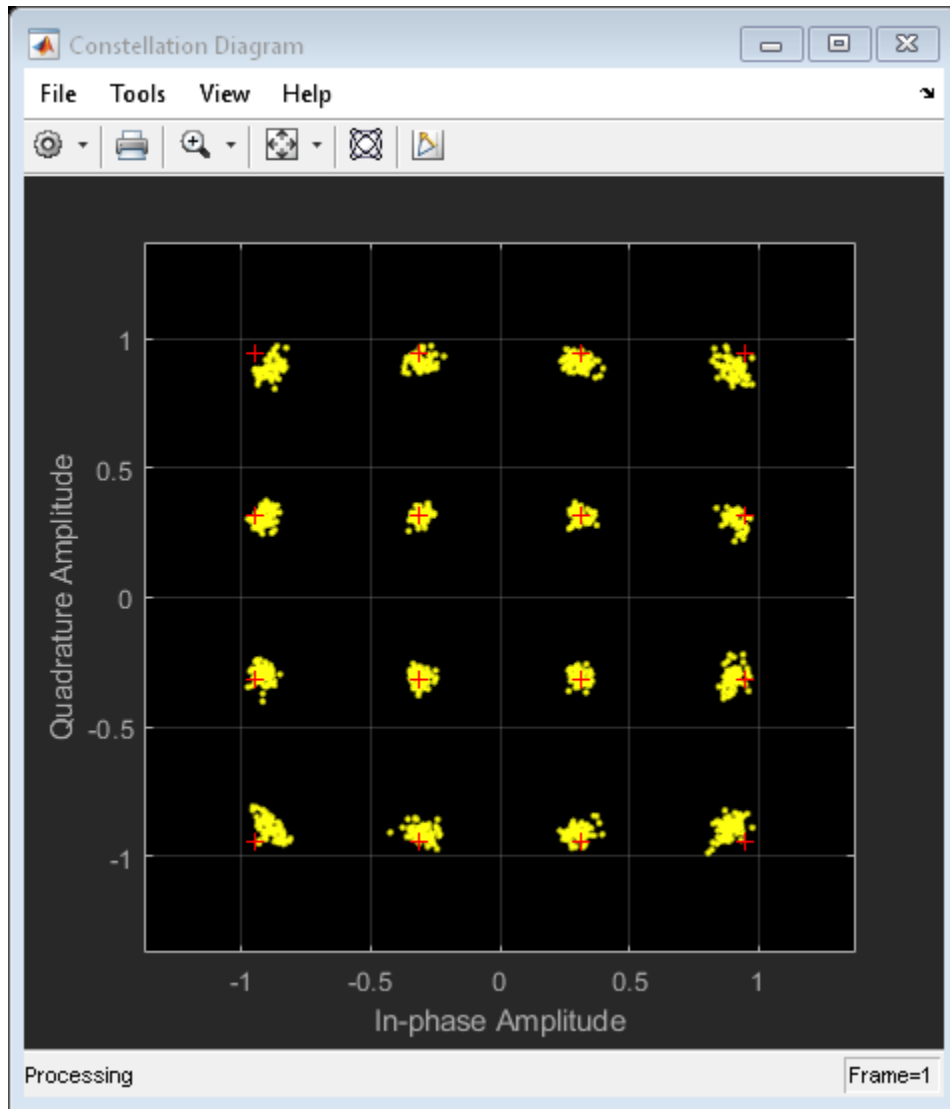 Constellation Diagram
File Tools View Help
1
0.5
0
-0.5
-1
Quadrature Amplitude
-1 -0.5 0 0.5 1
In-phase Amplitude
Processing Frame=1